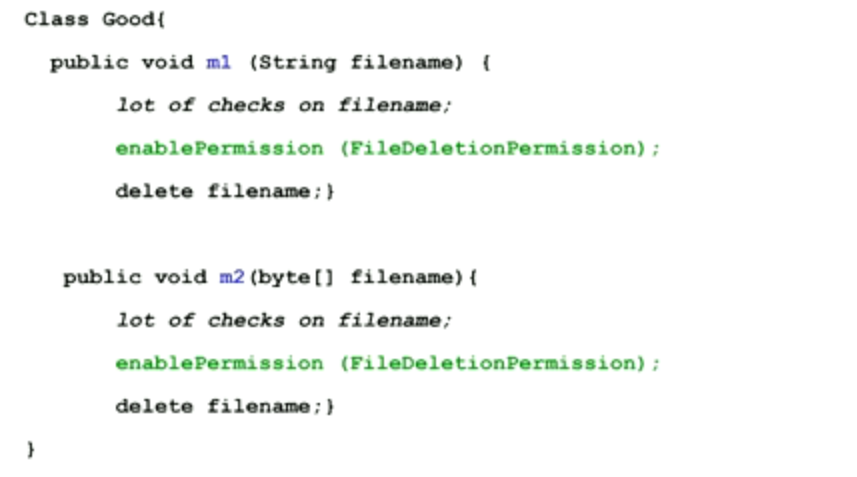 Class Good{
public void m1 (String filename) {
lot of checks on filename;
enablePermission (FileDeletionPermission);
delete filename;}
public void m2(byte[] filename){
lot of checks on filename;
enablePermission (FileDeletionPermission);
delete filename;}
}